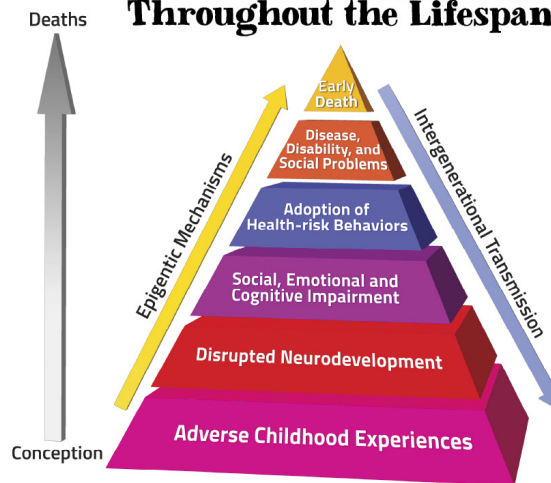 Throughout the Lifespan
Deaths
Early
Death
Disease,
Disability, and
Social Problems
Adoption of
Health-risk Behaviors
Social, Emotional and
Cognitive Impairment
Disrupted Neurodevelopment
Adverse Childhood Experiences
Epigentic Mechanisms
Intergenerational Transmission
Conception